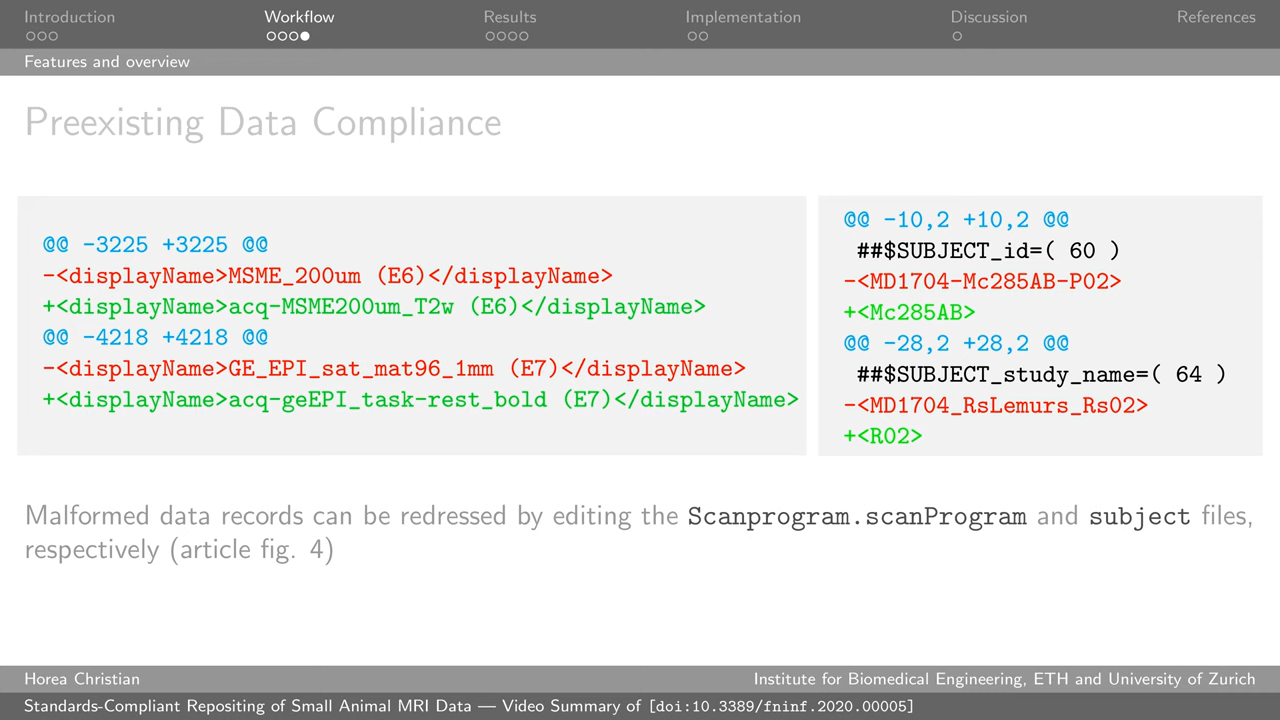 Introduction Workflow Results Implementation Discussion References
Features and overview
Preexisting Data Compliance
@@ -3225 +3225 @@
-<displayName>MSME_200um (E6)</displayName>
+<displayName>acq-MSME200um_T2w (E6)</displayName>
@@ -4218 +4218 @@
-<displayName>GE_EPI_sat_mat96_1mm (E7)</displayName>
+<displayName>acq-geEPI_task-rest_bold (E7)</displayName>
@@ -10,2 +10,2 @@
##$SUBJECT_id=( 60 )
-<MD1704-Mc285AB-P02>
+<Mc285AB>
@@ -28,2 +28,2 @@
##$SUBJECT_study_name=( 64 )
-<MD1704_RsLemurs_Rs02>
+<R02>
Malformed data records can be redressed by editing the Scanprogram.scanProgram and subject files,
respectively (article fig. 4)
Horea Christian Institute for Biomedical Engineering, ETH and University of Zurich
Standards-Compliant Repositing of Small Animal MRI Data — Video Summary of [doi:10.3389/fninf.2020.00005]